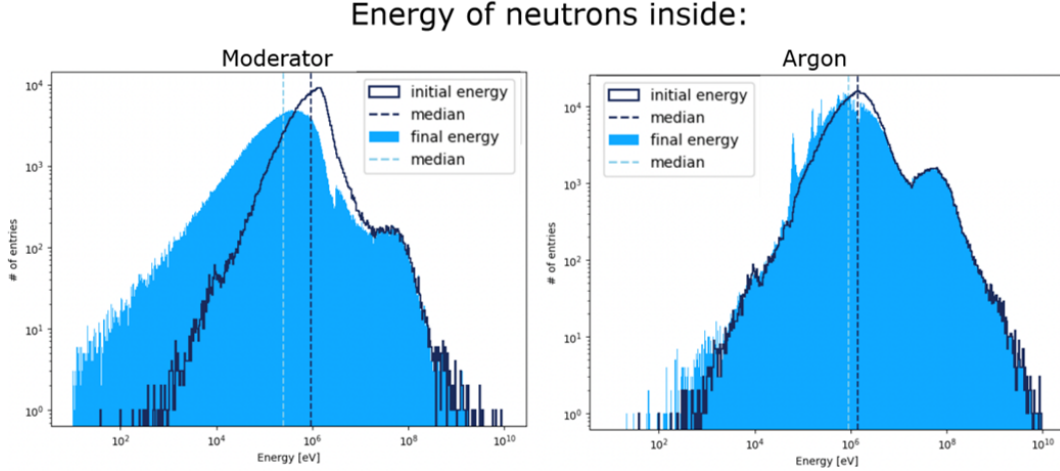 Energy of neutrons inside:
Moderator
10⁴
10³
10²
10¹
10⁰
# of entries
initial energy
median
final energy
median
10² 10⁴ 10⁶ 10⁸ 10¹⁰
Energy [eV]
Argon
10⁴
10³
10²
10¹
10⁰
# of entries
initial energy
median
final energy
median
10² 10⁴ 10⁶ 10⁸ 10¹⁰
Energy [eV]